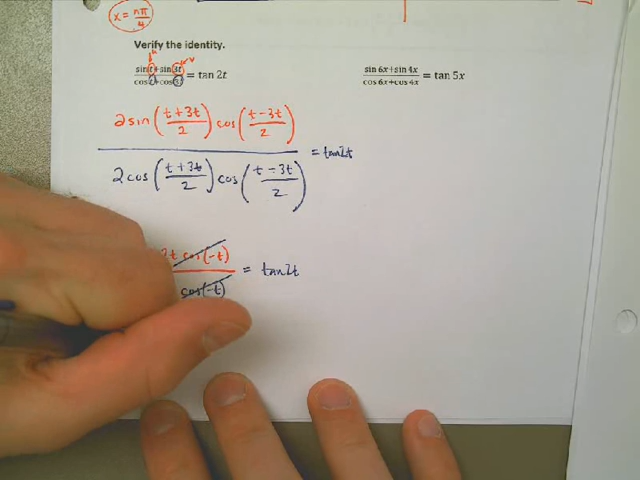 x = nπ/4
Verify the identity.
sin t + sin 3t / cos t + cos 3t = tan 2t
sin 6x + sin 4x / cos 6x + cos 4x = tan 5x
2 sin (t+3t / 2) cos (t-3t / 2)
2 cos (t+3t / 2) cos (t-3t / 2) = tan2t
2t cos(-t)
cos(-t) = tan2t